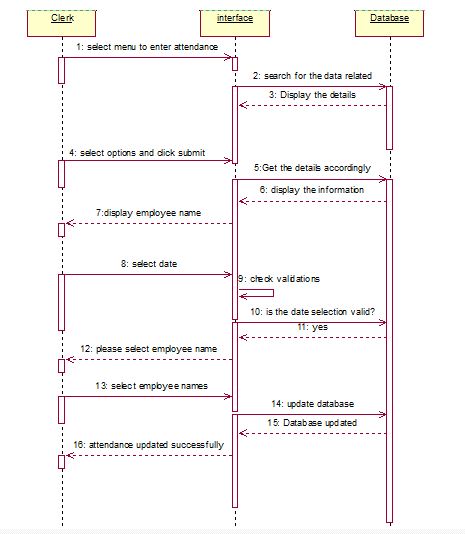 Clerk
interface
Database
1: select menu to enter attendance
2: search for the data related
3: Display the details
4: select options and click submit
5:Get the details accordingly
6: display the information
7:display employee name
8: select date
9: check validations
10: is the date selection valid?
11: yes
12: please select employee name
13: select employee names
14: update database
15: Database updated
16: attendance updated successfully